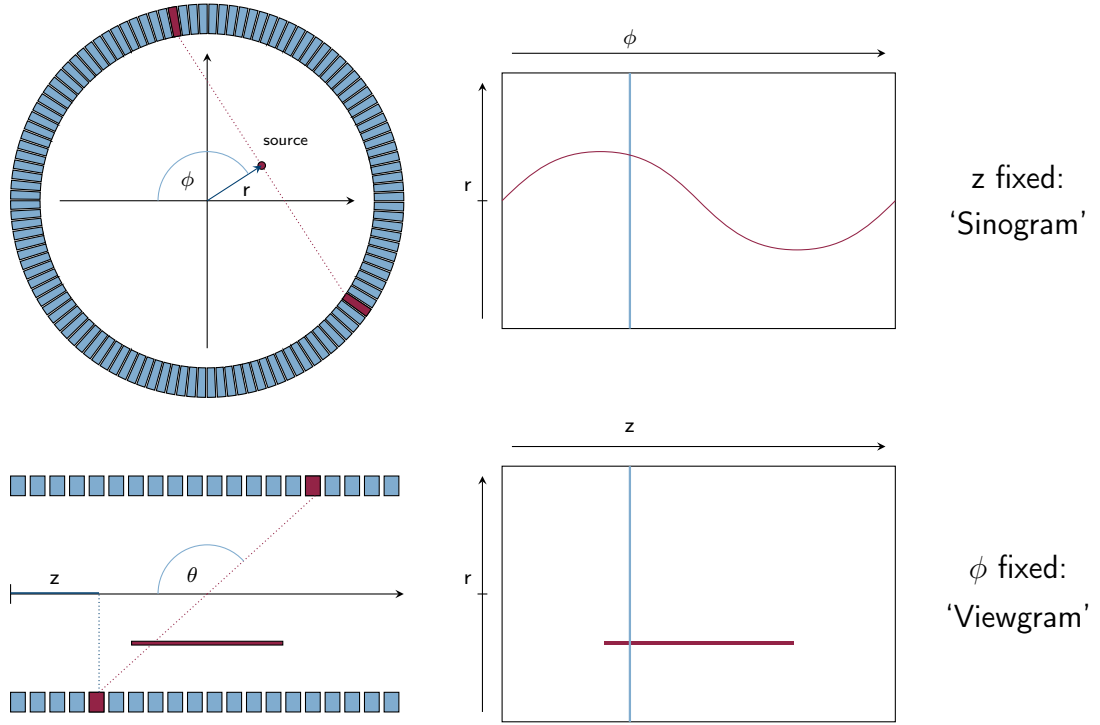 source
ϕ
r
ϕ
r
z fixed:
‘Sinogram’
z
θ
z
r
ϕ fixed:
‘Viewgram’